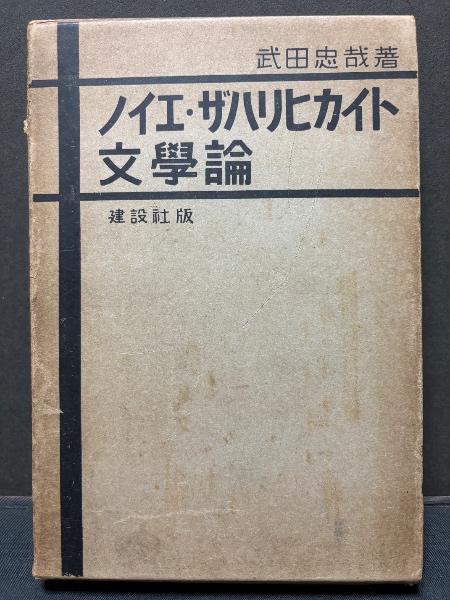 武田忠哉著
ノイエ・ザハリヒカイト
文學論
建設社版